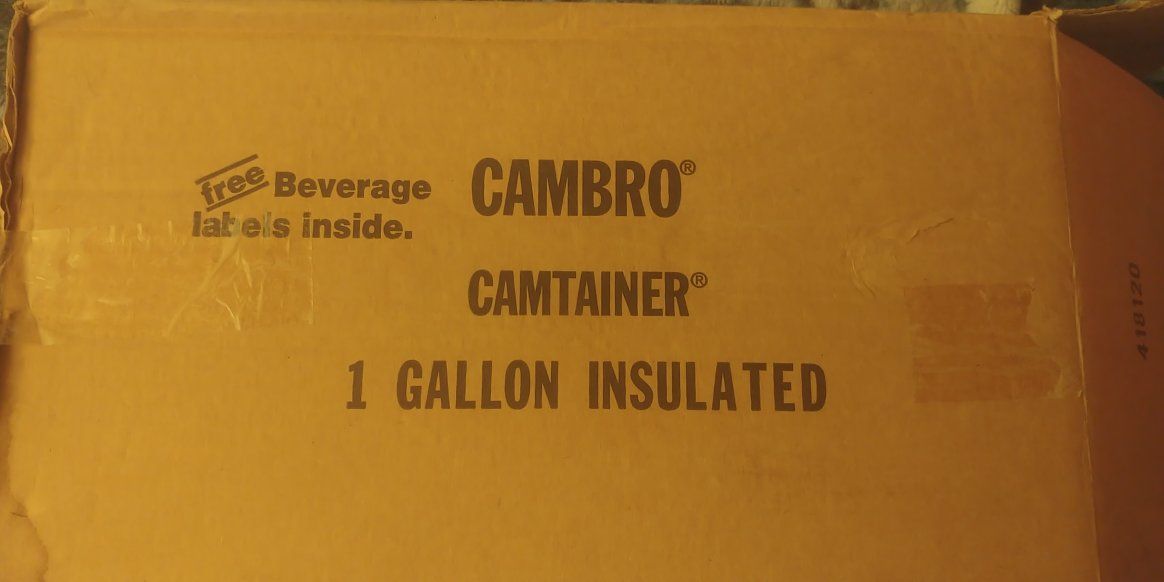 free Beverage
labels inside.
CAMBRO®
CAMTAINER®
1 GALLON INSULATED
418120